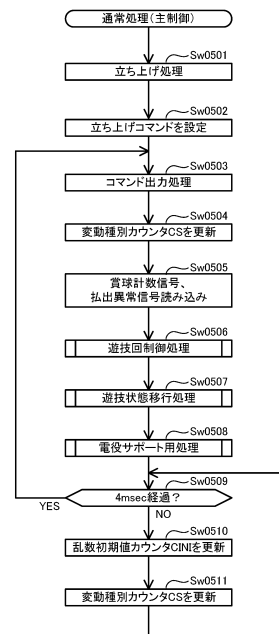 通常処理(主制御)
Sw0501
立ち上げ処理
Sw0502
立ち上げコマンドを設定
Sw0503
コマンド出力処理
Sw0504
変動種別カウンタCSを更新
Sw0505
賞球計数信号、
払出異常信号読み込み
Sw0506
遊技回制御処理
Sw0507
遊技状態移行処理
Sw0508
電役サポート用処理
Sw0509
4msec経過?
YES
NO
Sw0510
乱数初期値カウンタCINIを更新
Sw0511
変動種別カウンタCSを更新